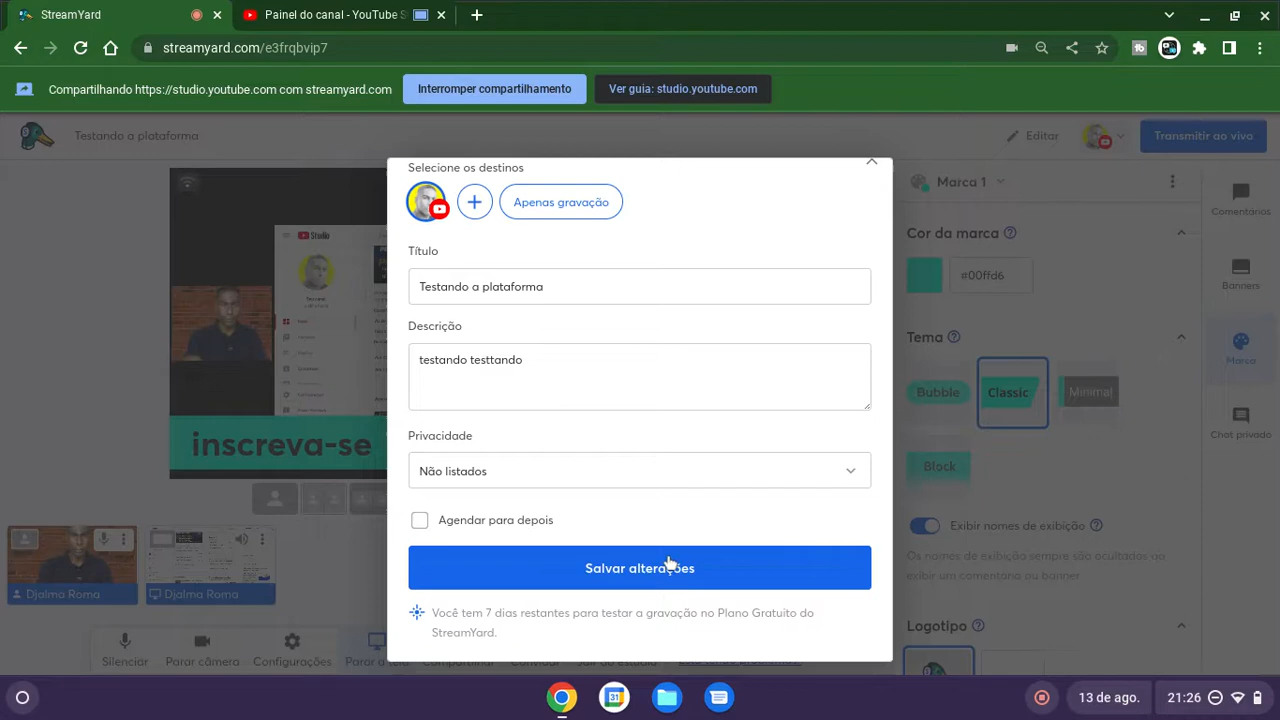 StreamYard
Painel do canal - YouTube S
streamyard.com/e3frqbvip7
Compartilhando https://studio.youtube.com com streamyard.com
Interromper compartilhamento
Ver guia: studio.youtube.com
Testando a plataforma
Editar
Transmitir ao vivo
Selecione os destinos
Apenas gravação
Título
Testando a plataforma
Descrição
testando testtando
Privacidade
Não listados
Agendar para depois
Salvar alterações
Você tem 7 dias restantes para testar a gravação no Plano Gratuito do
StreamYard.
Studio
inscreva-se
Djalma Roma
Djalma Roma
Silenciar
Parar câmera
Configurações
Parar a tela
Compartilhar
Convidar
Sair do estúdio
Marca 1
Cor da marca
#00ffd6
Tema
Bubble
Classic
Minimal
Block
Exibir nomes de exibição
Os nomes de exibição sempre são ocultados ao
exibir um comentário ou banner
Logotipo
Comentários
Banners
Marca
Chat privado
31
13 de ago.
21:26